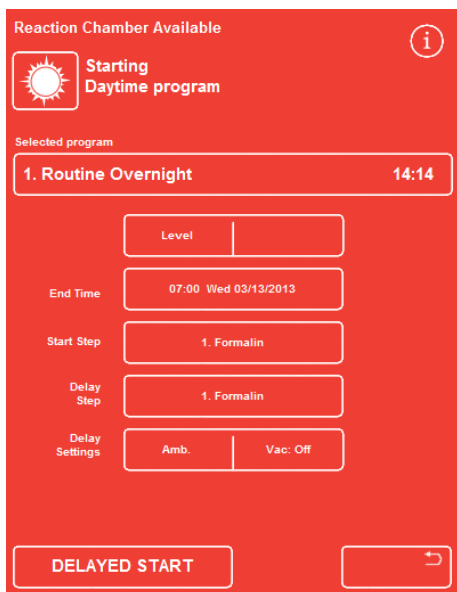 Reaction Chamber Available
i
Starting
Daytime program
Selected program
1. Routine Overnight 14:14
Level
End Time 07:00 Wed 03/13/2013
Start Step 1. Formalin
Delay
Step 1. Formalin
Delay
Settings Amb. Vac: Off
DELAYED START